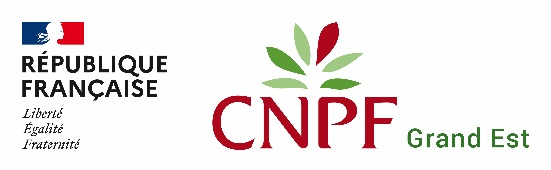 RÉPUBLIQUE
FRANÇAISE
Liberté
Égalité
Fraternité
CNPF Grand Est